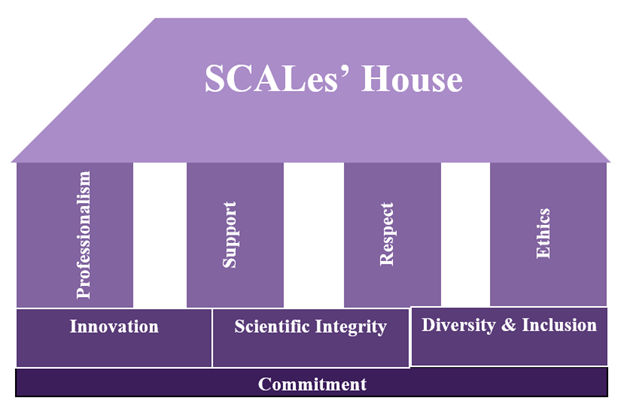 SCALes’ House
Professionalism
Support
Respect
Ethics
Innovation
Scientific Integrity
Diversity & Inclusion
Commitment